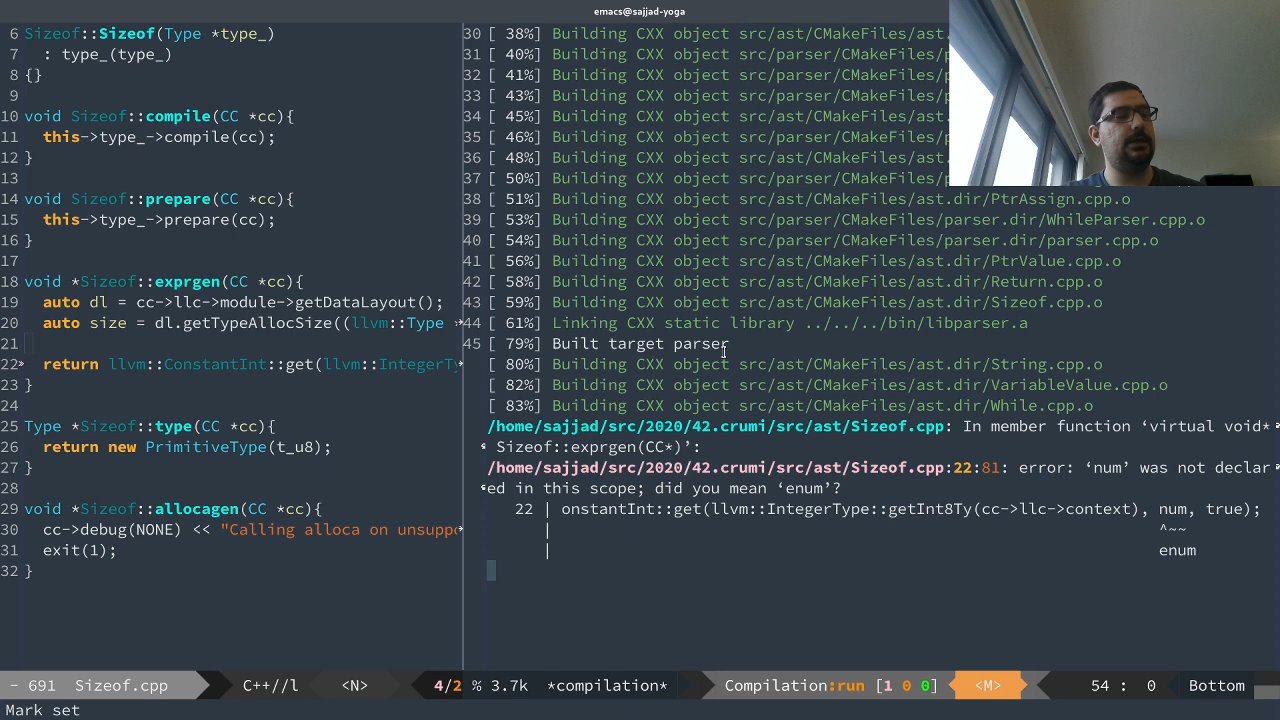 emacs@sajjad-yoga
6 Sizeof::Sizeof(Type *type_)
7   : type_(type_)
8 {}
9
10 void Sizeof::compile(CC *cc){
11   this->type_->compile(cc);
12 }
13
14 void Sizeof::prepare(CC *cc){
15   this->type_->prepare(cc);
16 }
17
18 void *Sizeof::exprgen(CC *cc){
19   auto dl = cc->llc->module->getDataLayout();
20   auto size = dl.getTypeAllocSize((llvm::Type
21
22   return llvm::ConstantInt::get(llvm::IntegerTy
23 }
24
25 Type *Sizeof::type(CC *cc){
26   return new PrimitiveType(t_u8);
27 }
28
29 void *Sizeof::allocagen(CC *cc){
30   cc->debug(NONE) << "Calling alloca on unsuppo
31   exit(1);
32 }
30 [ 38%] Building CXX object src/ast/CMakeFiles/ast.
31 [ 40%] Building CXX object src/parser/CMakeFiles/p
32 [ 41%] Building CXX object src/parser/CMakeFiles/p
33 [ 43%] Building CXX object src/parser/CMakeFiles/p
34 [ 45%] Building CXX object src/parser/CMakeFiles/p
35 [ 46%] Building CXX object src/parser/CMakeFiles/p
36 [ 48%] Building CXX object src/parser/CMakeFiles/p
37 [ 50%] Building CXX object src/parser/CMakeFiles/p
38 [ 51%] Building CXX object src/ast/CMakeFiles/ast.dir/PtrAssign.cpp.o
39 [ 53%] Building CXX object src/parser/CMakeFiles/parser.dir/WhileParser.cpp.o
40 [ 54%] Building CXX object src/parser/CMakeFiles/parser.dir/parser.cpp.o
41 [ 56%] Building CXX object src/ast/CMakeFiles/ast.dir/PtrValue.cpp.o
42 [ 58%] Building CXX object src/ast/CMakeFiles/ast.dir/Return.cpp.o
43 [ 59%] Building CXX object src/ast/CMakeFiles/ast.dir/Sizeof.cpp.o
44 [ 61%] Linking CXX static library ../../../bin/libparser.a
45 [ 79%] Built target parser
[ 80%] Building CXX object src/ast/CMakeFiles/ast.dir/String.cpp.o
[ 82%] Building CXX object src/ast/CMakeFiles/ast.dir/VariableValue.cpp.o
[ 83%] Building CXX object src/ast/CMakeFiles/ast.dir/While.cpp.o
/home/sajjad/src/2020/42.crumi/src/ast/Sizeof.cpp: In member function ‘virtual void*
Sizeof::exprgen(CC*)’:
/home/sajjad/src/2020/42.crumi/src/ast/Sizeof.cpp:22:81: error: ‘num’ was not declar
ed in this scope; did you mean ‘enum’?
22 | onstantInt::get(llvm::IntegerType::getInt8Ty(cc->llc->context), num, true);
| ^~~
| enum
- 691 Sizeof.cpp C++//l <N> 4/2 % 3.7k *compilation* Compilation:run [1 0 0] <M> 54 : 0 Bottom
Mark set